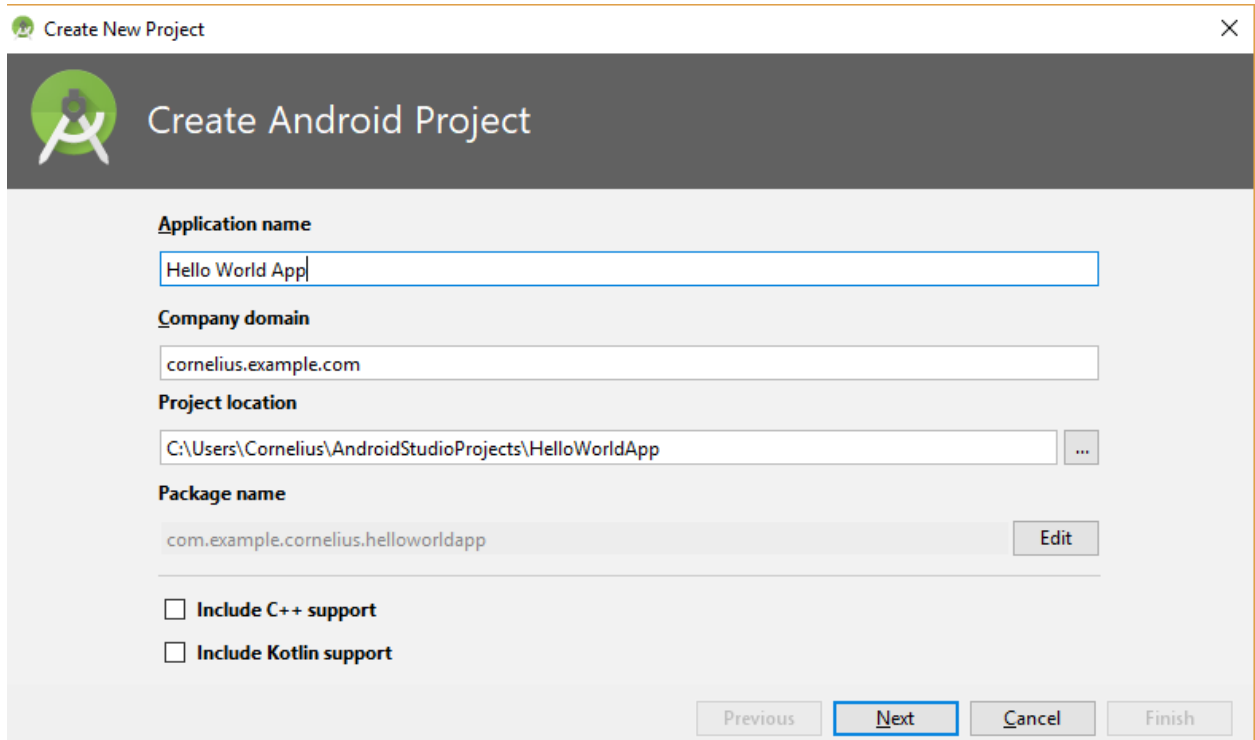 Create New Project
Create Android Project
Application name
Hello World App
Company domain
cornelius.example.com
Project location
C:\Users\Cornelius\AndroidStudioProjects\HelloWorldApp
...
Package name
com.example.cornelius.helloworldapp
Edit
Include C++ support
Include Kotlin support
Previous Next Cancel Finish